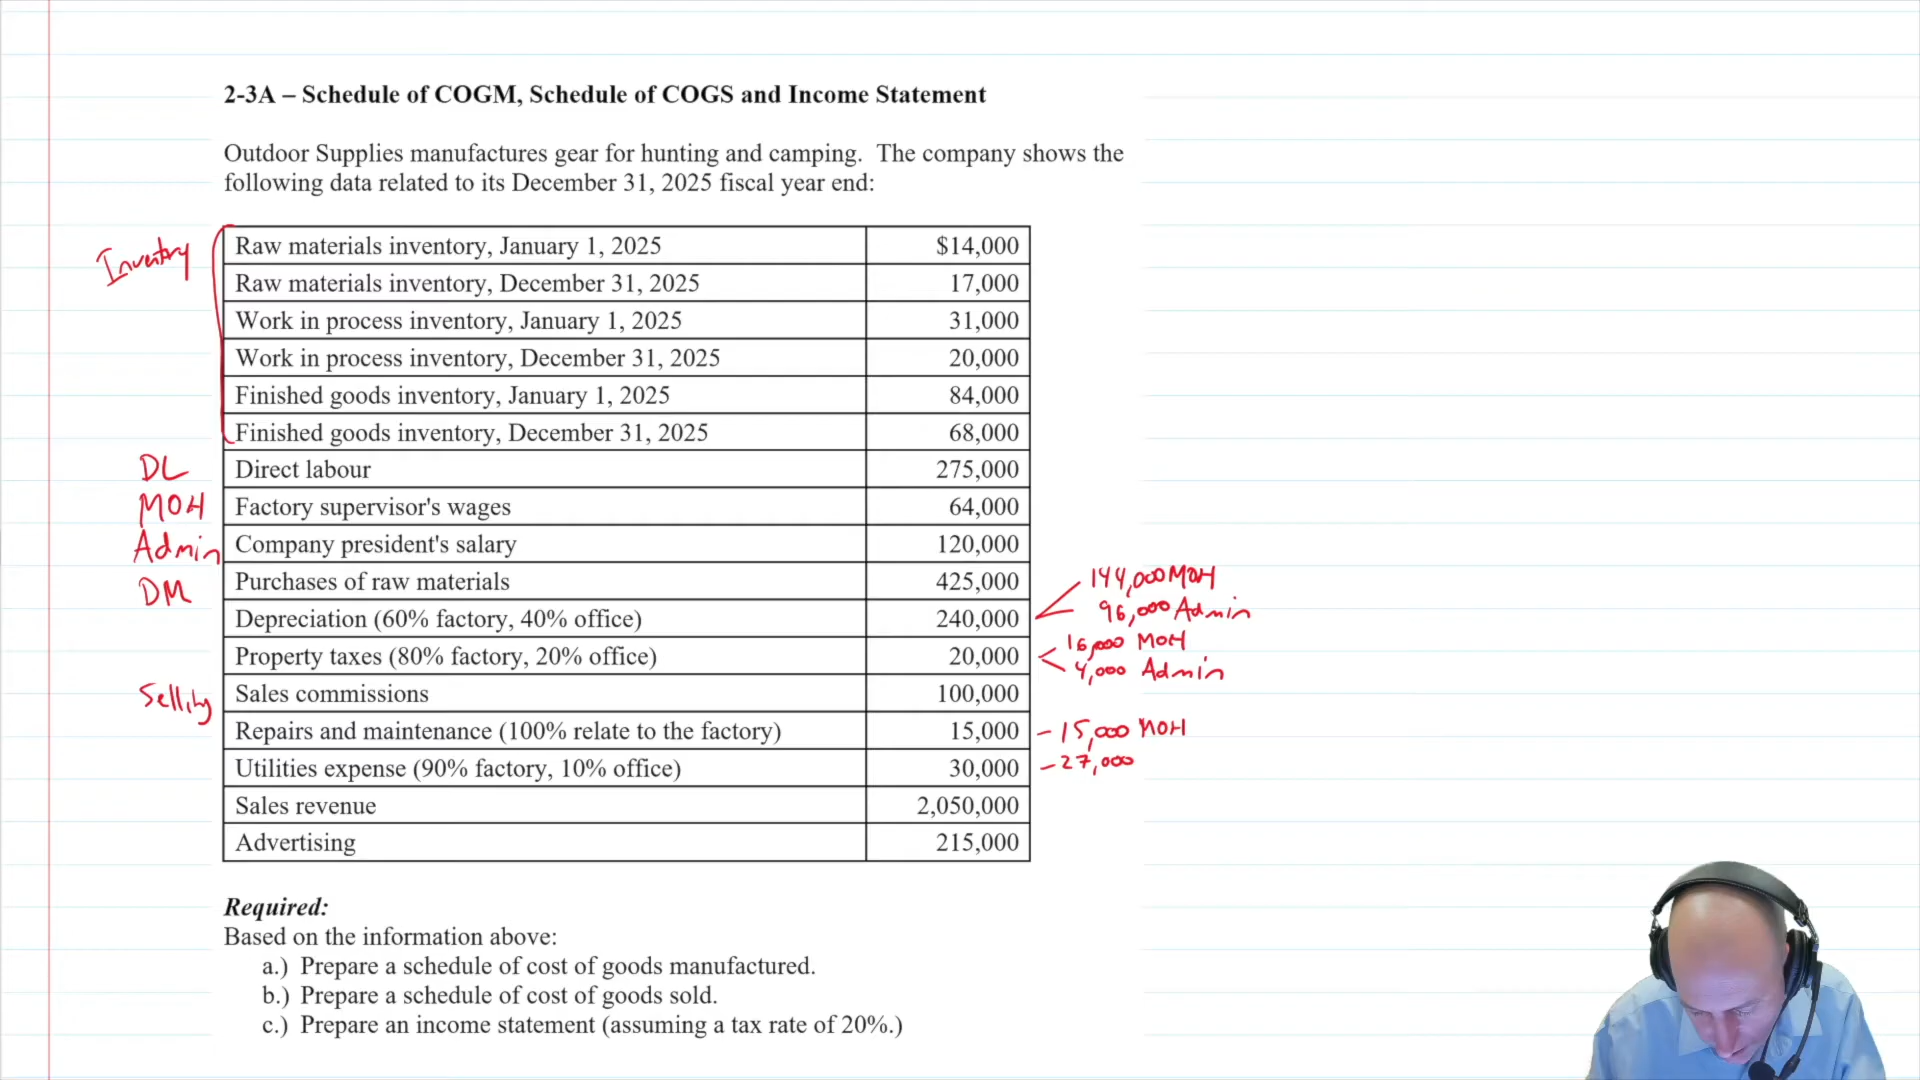 2-3A – Schedule of COGM, Schedule of COGS and Income Statement
Outdoor Supplies manufactures gear for hunting and camping. The company shows the
following data related to its December 31, 2025 fiscal year end:
Inventory
Raw materials inventory, January 1, 2025 $14,000
Raw materials inventory, December 31, 2025 17,000
Work in process inventory, January 1, 2025 31,000
Work in process inventory, December 31, 2025 20,000
Finished goods inventory, January 1, 2025 84,000
Finished goods inventory, December 31, 2025 68,000
DL Direct labour 275,000
MOH Factory supervisor's wages 64,000
Admin Company president's salary 120,000
DM Purchases of raw materials 425,000
144,000 MOH
Depreciation (60% factory, 40% office) 240,000
96,000 Admin
16,000 MOH
Property taxes (80% factory, 20% office) 20,000
4,000 Admin
Selling Sales commissions 100,000
Repairs and maintenance (100% relate to the factory) 15,000 – 15,000 MOH
Utilities expense (90% factory, 10% office) 30,000 – 27,000
Sales revenue 2,050,000
Advertising 215,000
Required:
Based on the information above:
a.) Prepare a schedule of cost of goods manufactured.
b.) Prepare a schedule of cost of goods sold.
c.) Prepare an income statement (assuming a tax rate of 20%.)